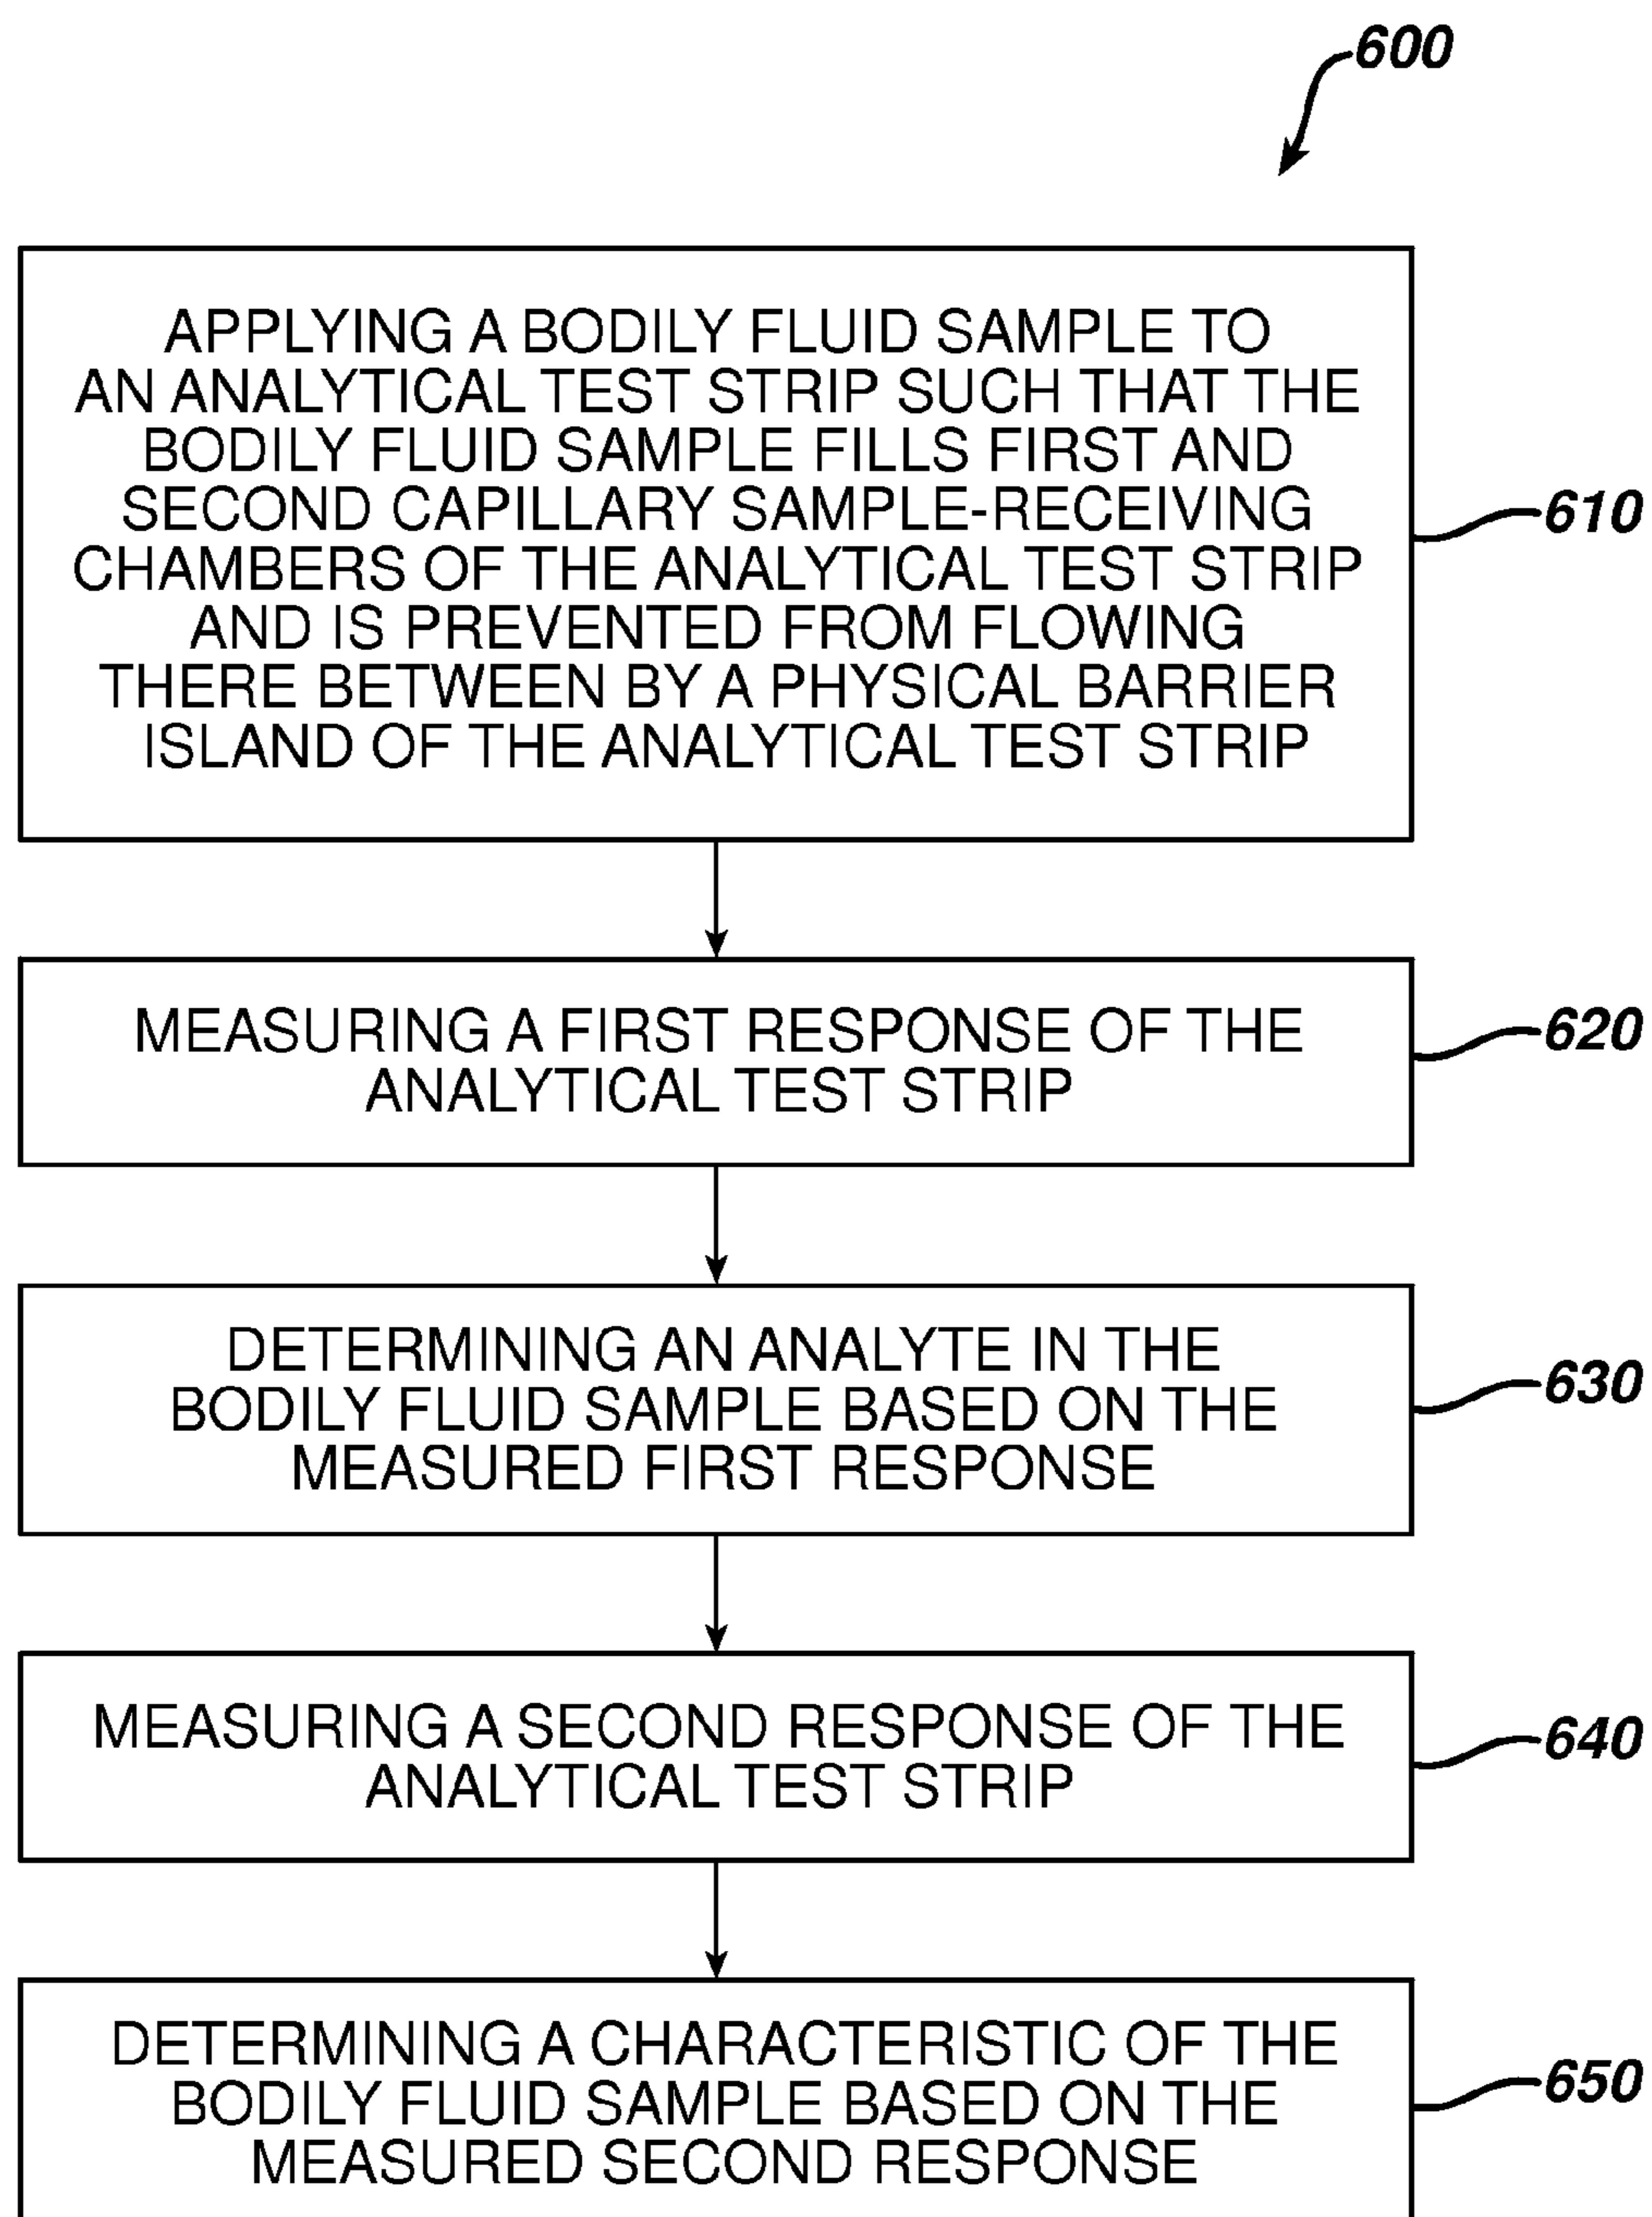 600
APPLYING A BODILY FLUID SAMPLE TO
AN ANALYTICAL TEST STRIP SUCH THAT THE
BODILY FLUID SAMPLE FILLS FIRST AND
SECOND CAPILLARY SAMPLE-RECEIVING
CHAMBERS OF THE ANALYTICAL TEST STRIP
AND IS PREVENTED FROM FLOWING
THERE BETWEEN BY A PHYSICAL BARRIER
ISLAND OF THE ANALYTICAL TEST STRIP
610
MEASURING A FIRST RESPONSE OF THE
ANALYTICAL TEST STRIP
620
DETERMINING AN ANALYTE IN THE
BODILY FLUID SAMPLE BASED ON THE
MEASURED FIRST RESPONSE
630
MEASURING A SECOND RESPONSE OF THE
ANALYTICAL TEST STRIP
640
DETERMINING A CHARACTERISTIC OF THE
BODILY FLUID SAMPLE BASED ON THE
MEASURED SECOND RESPONSE
650